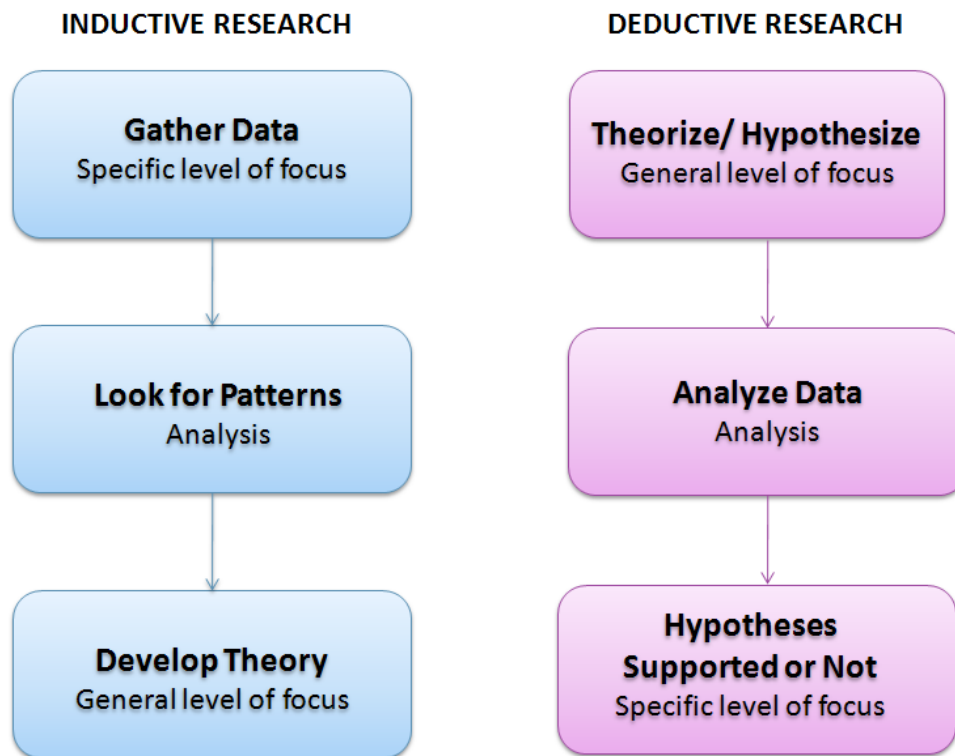 INDUCTIVE RESEARCH
Gather Data
Specific level of focus
Look for Patterns
Analysis
Develop Theory
General level of focus
DEDUCTIVE RESEARCH
Theorize/ Hypothesize
General level of focus
Analyze Data
Analysis
Hypotheses
Supported or Not
Specific level of focus